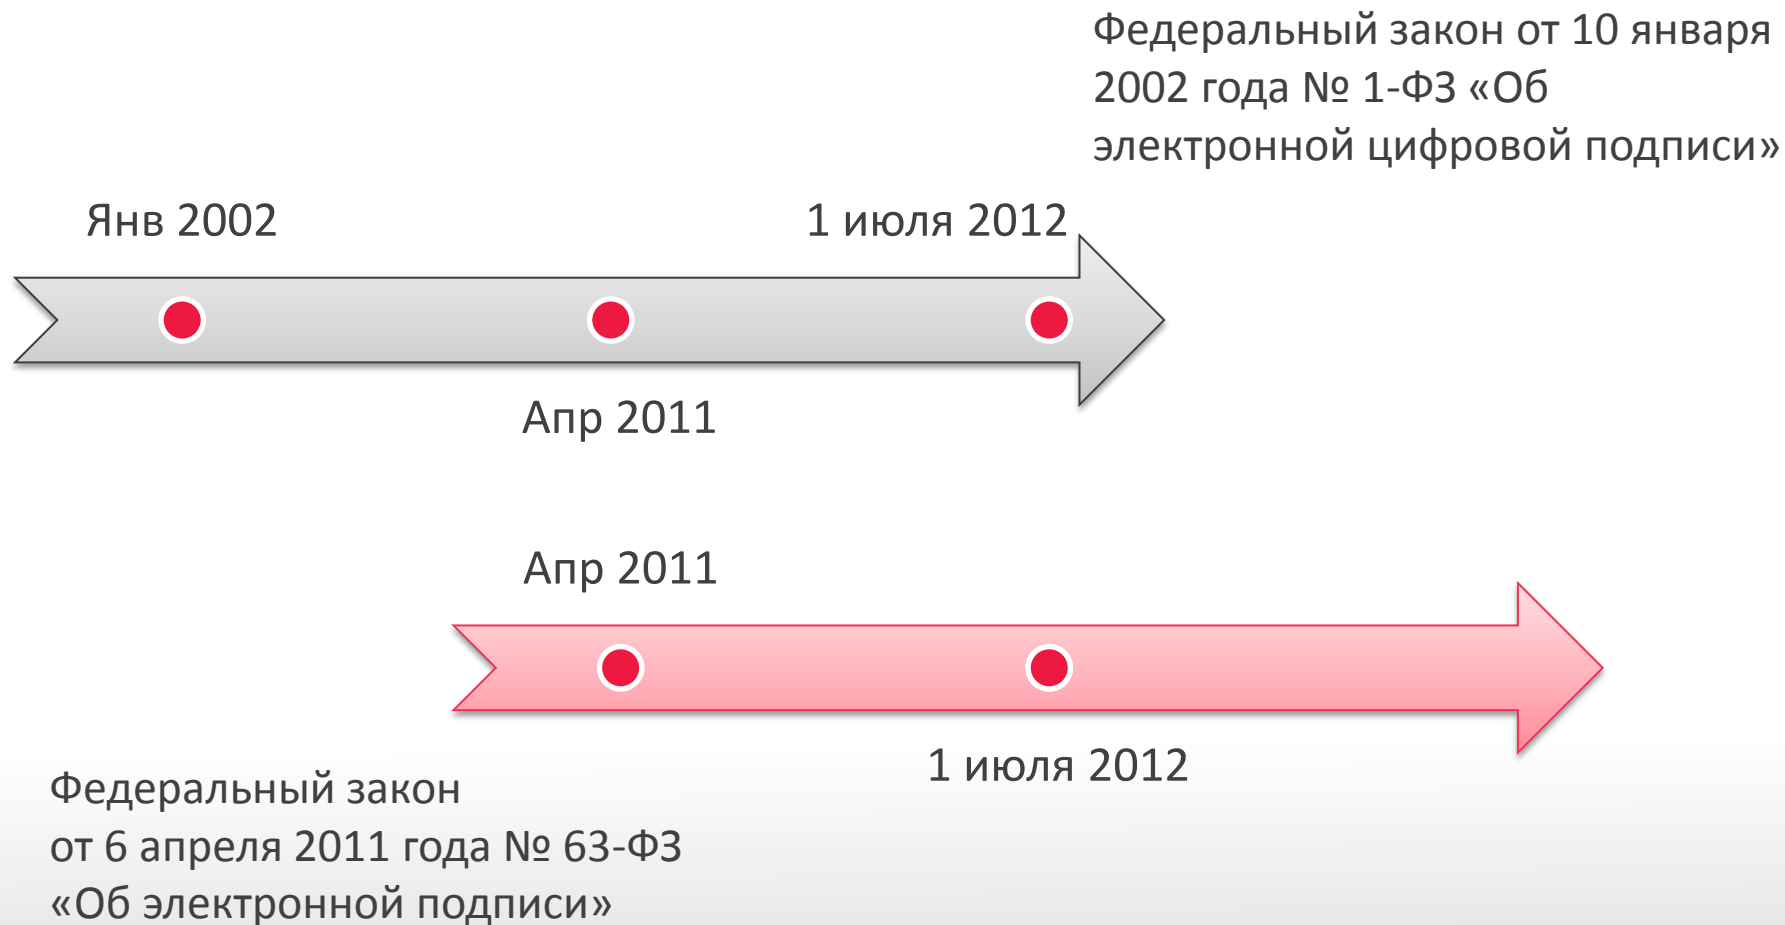 Федеральный закон от 10 января
2002 года № 1-ФЗ «Об
электронной цифровой подписи»
Янв 2002
1 июля 2012
Апр 2011
Апр 2011
1 июля 2012
Федеральный закон
от 6 апреля 2011 года № 63-ФЗ
«Об электронной подписи»